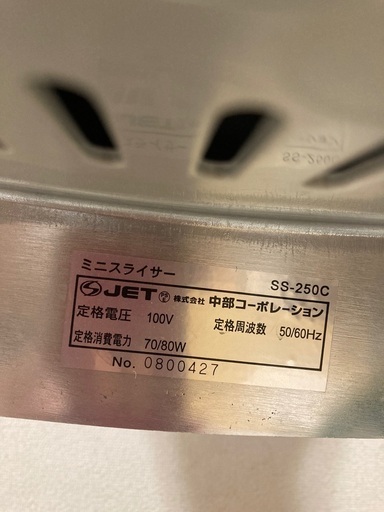 ミニスライサー SS-250C
JET 株式会社 中部コーポレーション
定格電圧 100V 定格周波数 50/60Hz
定格消費電力 70/80W
No. 0800427